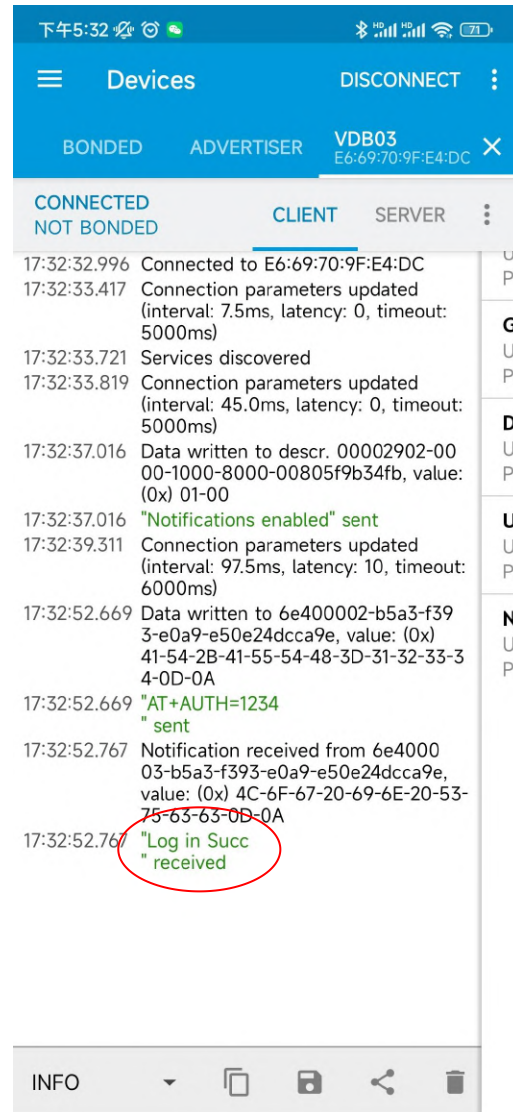 下午5:32
71
Devices
DISCONNECT
BONDED
ADVERTISER
VDB03
E6:69:70:9F:E4:DC
CONNECTED
NOT BONDED
CLIENT
SERVER
17:32:32.996 Connected to E6:69:70:9F:E4:DC
17:32:33.417 Connection parameters updated
(interval: 7.5ms, latency: 0, timeout:
5000ms)
17:32:33.721 Services discovered
17:32:33.819 Connection parameters updated
(interval: 45.0ms, latency: 0, timeout:
5000ms)
17:32:37.016 Data written to descr. 00002902-00
00-1000-8000-00805f9b34fb, value:
(0x) 01-00
17:32:37.016 "Notifications enabled" sent
17:32:39.311 Connection parameters updated
(interval: 97.5ms, latency: 10, timeout:
6000ms)
17:32:52.669 Data written to 6e400002-b5a3-f39
3-e0a9-e50e24dcca9e, value: (0x)
41-54-2B-41-55-54-48-3D-31-32-33-3
4-0D-0A
17:32:52.669 "AT+AUTH=1234
" sent
17:32:52.767 Notification received from 6e4000
03-b5a3-f393-e0a9-e50e24dcca9e,
value: (0x) 4C-6F-67-20-69-6E-20-53-
75-63-63-0D-0A
17:32:52.767 "Log in Succ
" received
INFO